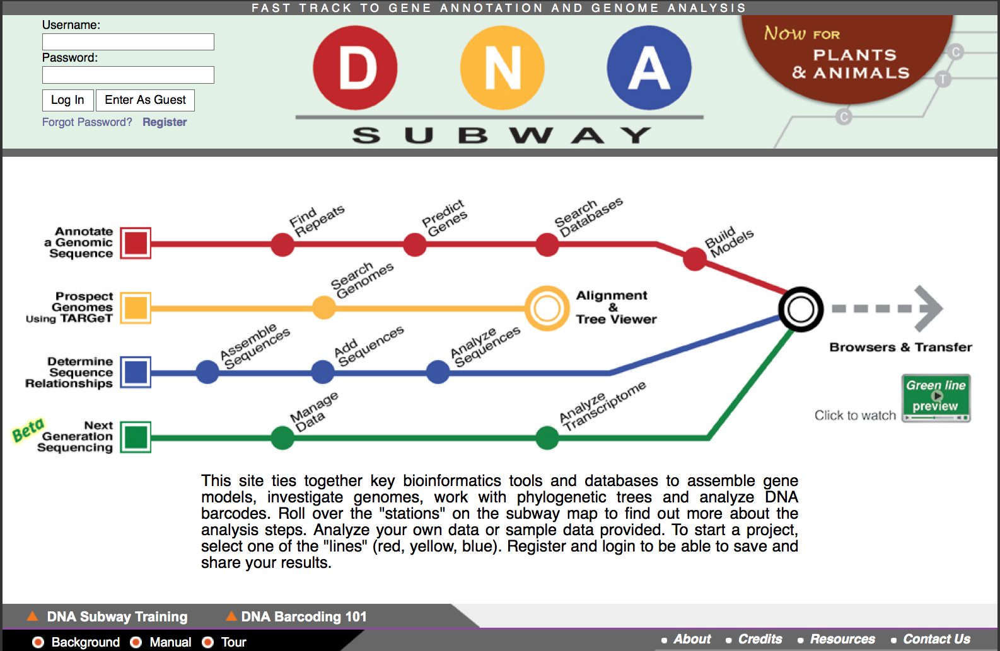 FAST TRACK TO GENE ANNOTATION AND GENOME ANALYSIS
Username:
Password:
Log In
Enter As Guest
Forgot Password?
Register
D N A
SUBWAY
Now FOR
PLANTS
& ANIMALS
C
T
C
Annotate
a Genomic
Sequence
Find
Repeats
Predict
Genes
Search
Databases
Build
Models
Prospect
Genomes
Using TARGeT
Search
Genomes
Alignment
&
Tree Viewer
Browsers & Transfer
Determine
Sequence
Relationships
Assemble
Sequences
Add
Sequences
Analyze
Sequences
Beta
Next
Generation
Sequencing
Manage
Data
Analyze
Transcriptome
Click to watch
Green line
preview
This site ties together key bioinformatics tools and databases to assemble gene
models, investigate genomes, work with phylogenetic trees and analyze DNA
barcodes. Roll over the "stations" on the subway map to find out more about the
analysis steps. Analyze your own data or sample data provided. To start a project,
select one of the "lines" (red, yellow, blue). Register and login to be able to save and
share your results.
DNA Subway Training
DNA Barcoding 101
Background
Manual
Tour
About
Credits
Resources
Contact Us